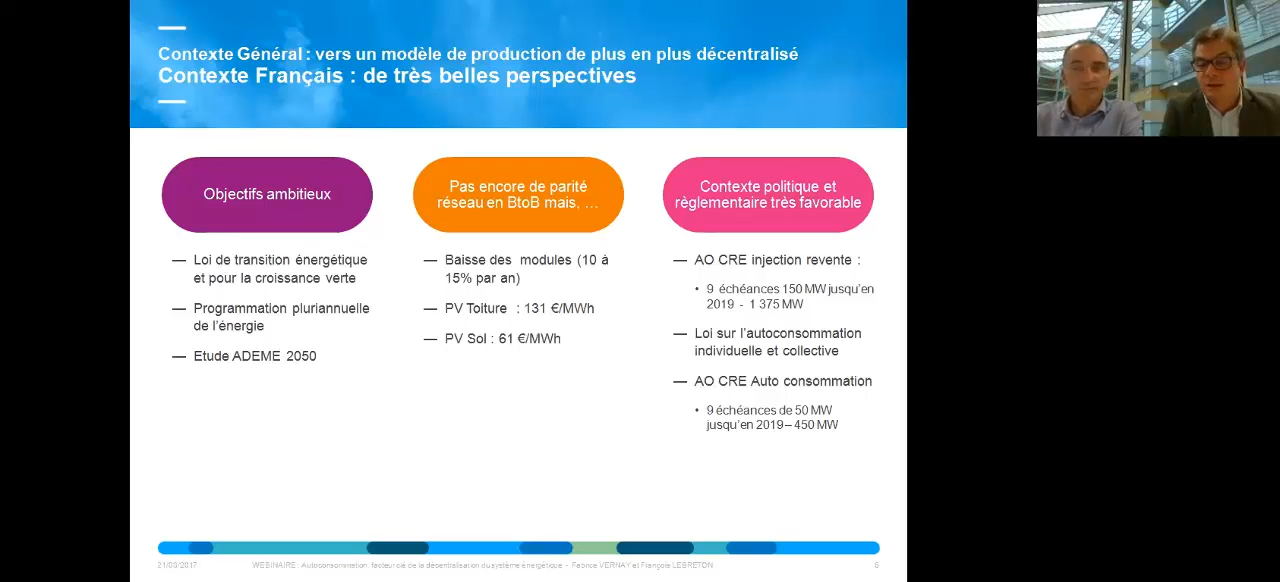 Contexte Général : vers un modèle de production de plus en plus décentralisé
Contexte Français : de très belles perspectives
Objectifs ambitieux
— Loi de transition énergétique
et pour la croissance verte
— Programmation pluriannuelle
de l'énergie
— Etude ADEME 2050
Pas encore de parité
réseau en BtoB mais, …
— Baisse des modules (10 à
15% par an)
— PV Toiture : 131 €/MWh
— PV Sol : 61 €/MWh
Contexte politique et
règlementaire très favorable
— AO CRE injection revente :
• 9 échéances 150 MW jusqu'en
2019 - 1 375 MW
— Loi sur l'autoconsommation
individuelle et collective
— AO CRE Auto consommation
• 9 échéances de 50 MW
jusqu'en 2019 – 450 MW
21/03/2017
WEBINAIRE : Autoconsommation: facteur clé de la décentralisation du système énergétique - Fabrice VERNAY et François LEBRETON
6